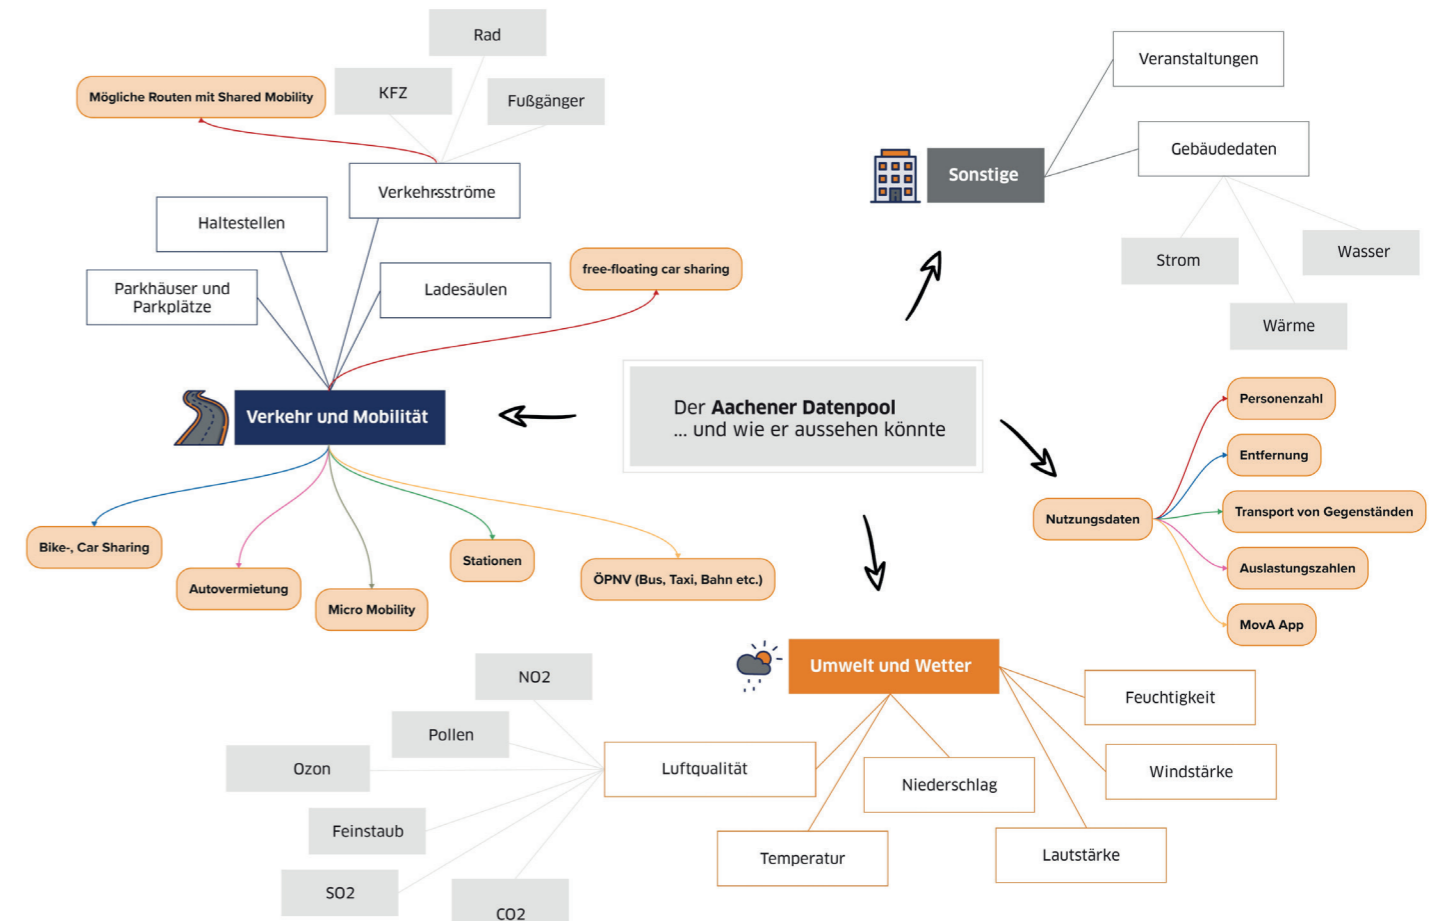 Rad
KFZ
Fußgänger
Mögliche Routen mit Shared Mobility
Verkehrsströme
Haltestellen
Parkhäuser und
Parkplätze
Ladesäulen
free-floating car sharing
Verkehr und Mobilität
Bike-, Car Sharing
Autovermietung
Micro Mobility
Stationen
ÖPNV (Bus, Taxi, Bahn etc.)
Der Aachener Datenpool
... und wie er aussehen könnte
Sonstige
Veranstaltungen
Gebäudedaten
Strom
Wasser
Wärme
Nutzungsdaten
Personenzahl
Entfernung
Transport von Gegenständen
Auslastungszahlen
MovA App
Umwelt und Wetter
Feuchtigkeit
Windstärke
Lautstärke
Niederschlag
Temperatur
Luftqualität
NO2
Pollen
Ozon
Feinstaub
SO2
CO2